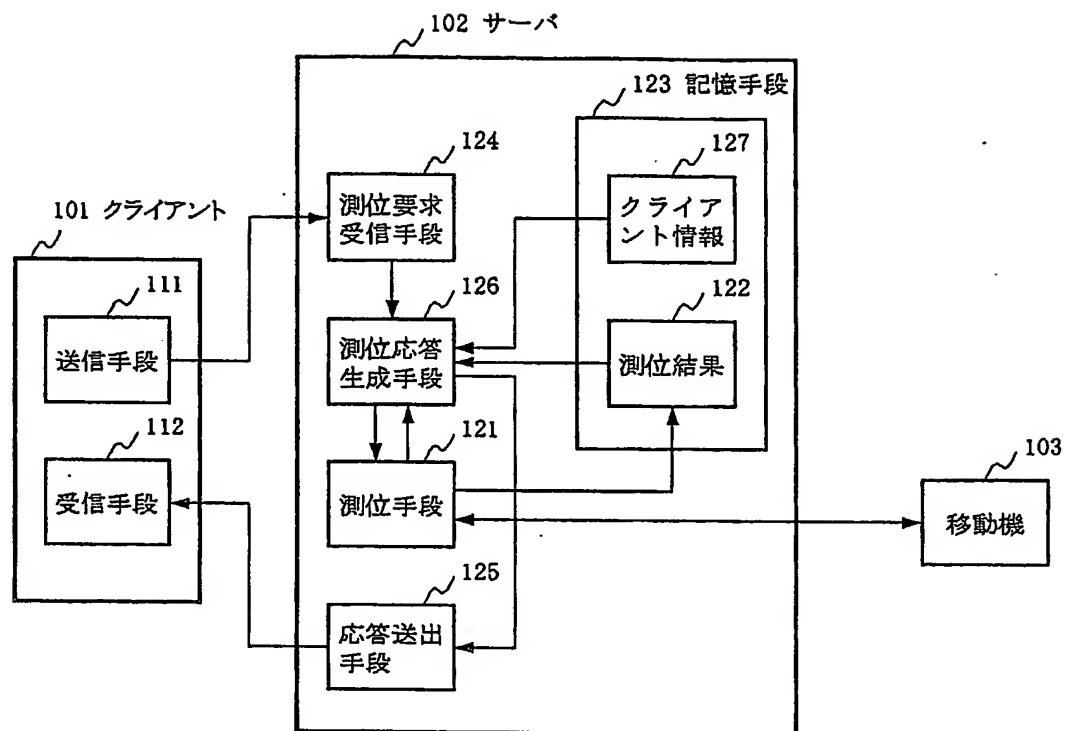 102 サーバ
123 記憶手段
124
127
測位要求
受信手段
クライア
ント情報
101 クライアント
111
送信手段
126
測位応答
生成手段
122
測位結果
112
受信手段
121
測位手段
103
移動機
125
応答送出
手段